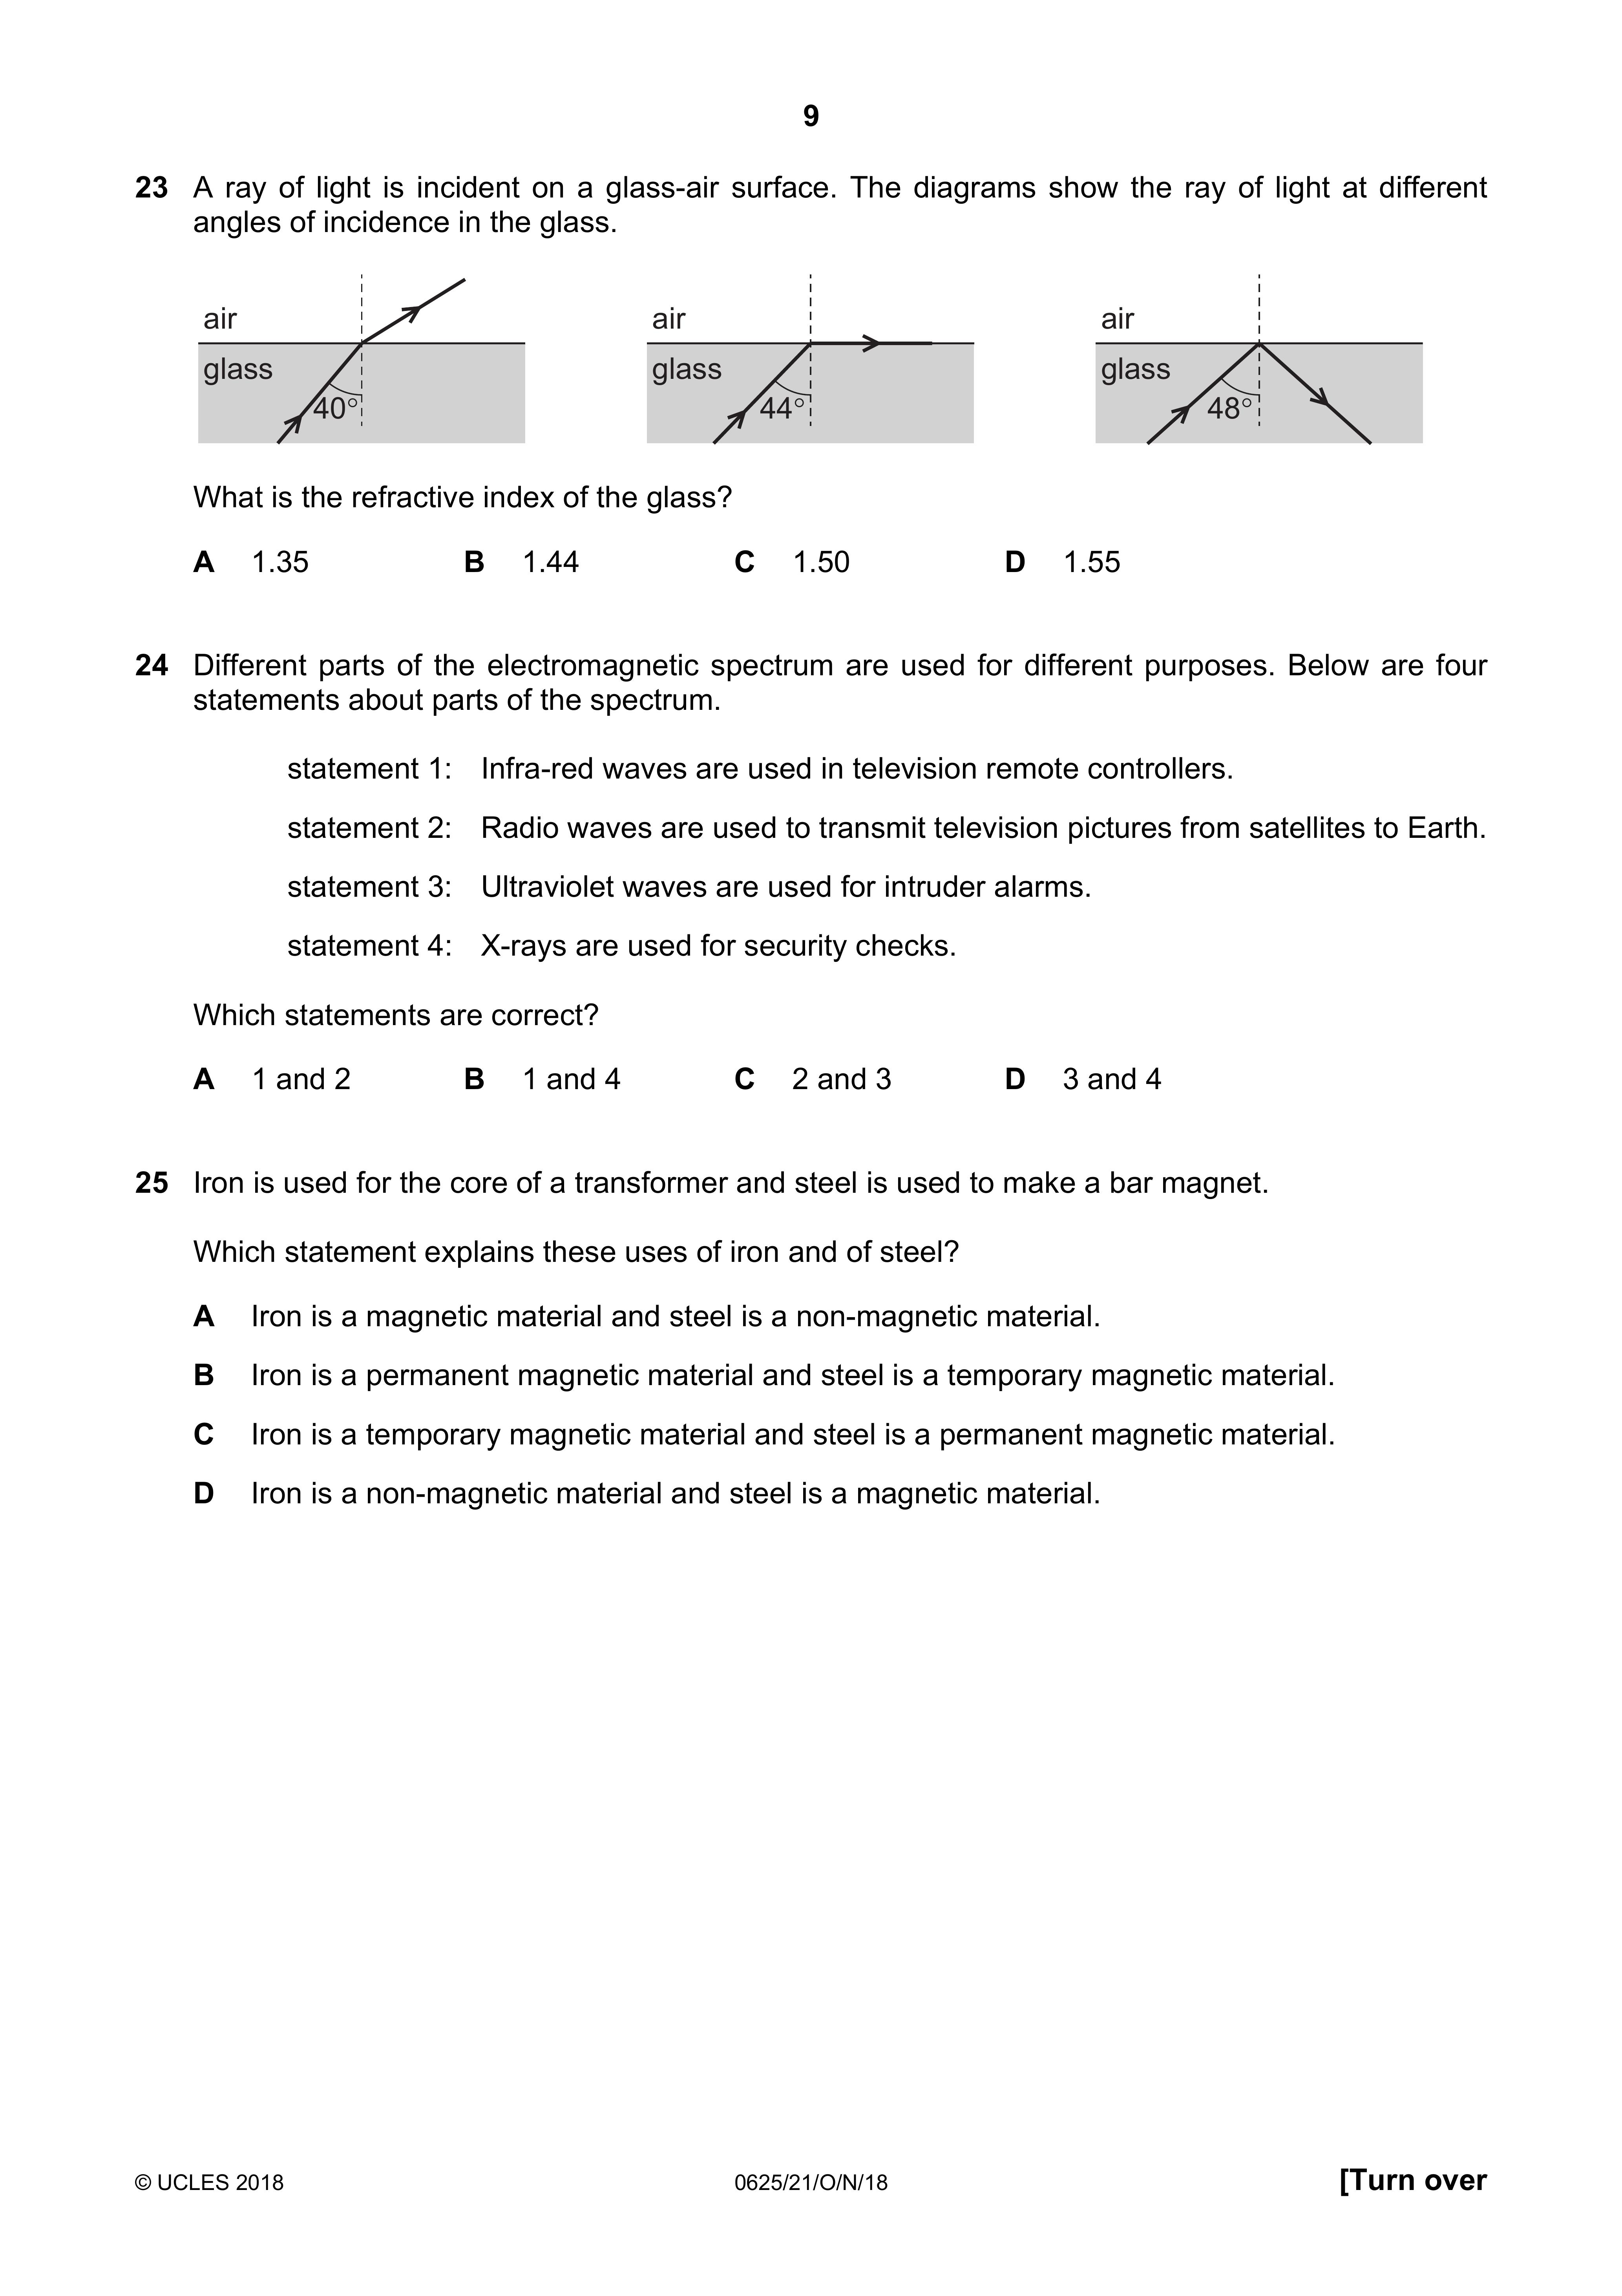 9
23 A ray of light is incident on a glass-air surface. The diagrams show the ray of light at different
angles of incidence in the glass.
air air air
glass glass glass
40° 44° 48°
What is the refractive index of the glass?
A 1.35 B 1.44 C 1.50 D 1.55
24 Different parts of the electromagnetic spectrum are used for different purposes. Below are four
statements about parts of the spectrum.
statement 1: Infra-red waves are used in television remote controllers.
statement 2: Radio waves are used to transmit television pictures from satellites to Earth.
statement 3: Ultraviolet waves are used for intruder alarms.
statement 4: X-rays are used for security checks.
Which statements are correct?
A 1 and 2 B 1 and 4 C 2 and 3 D 3 and 4
25 Iron is used for the core of a transformer and steel is used to make a bar magnet.
Which statement explains these uses of iron and of steel?
A Iron is a magnetic material and steel is a non-magnetic material.
B Iron is a permanent magnetic material and steel is a temporary magnetic material.
C Iron is a temporary magnetic material and steel is a permanent magnetic material.
D Iron is a non-magnetic material and steel is a magnetic material.
© UCLES 2018 0625/21/O/N/18 [Turn over